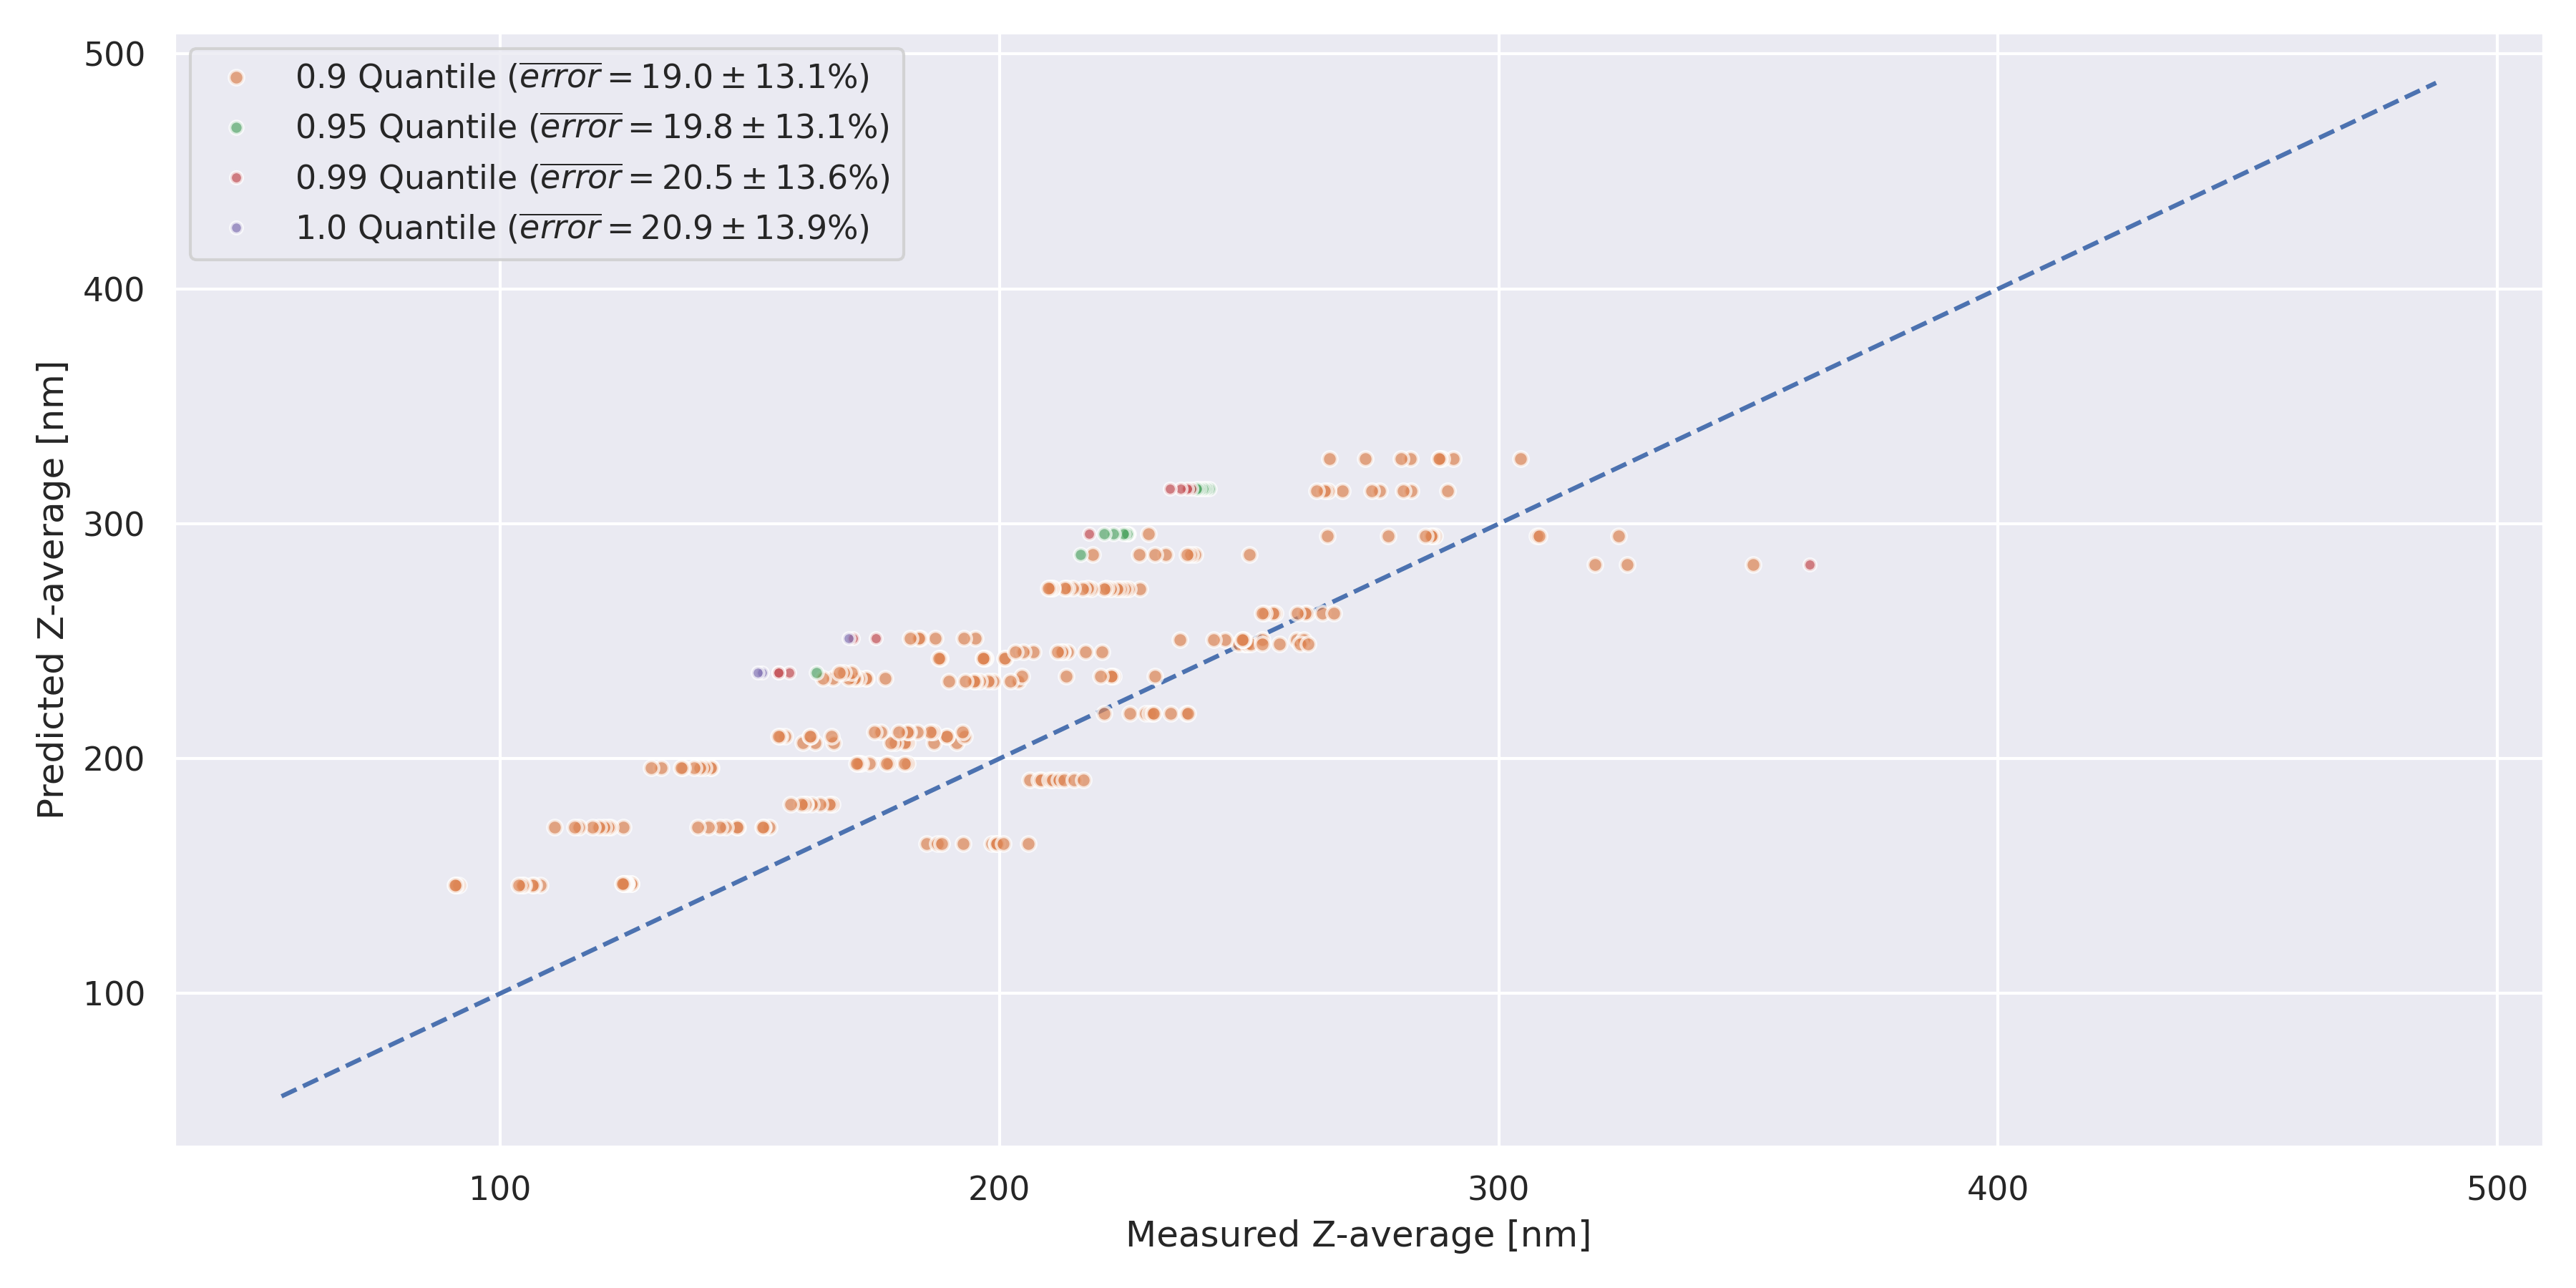 500
400
300
200
100
Predicted Z-average [nm]
0.9 Quantile (error = 19.0 ± 13.1%)
0.95 Quantile (error = 19.8 ± 13.1%)
0.99 Quantile (error = 20.5 ± 13.6%)
1.0 Quantile (error = 20.9 ± 13.9%)
100 200 300 400 500
Measured Z-average [nm]